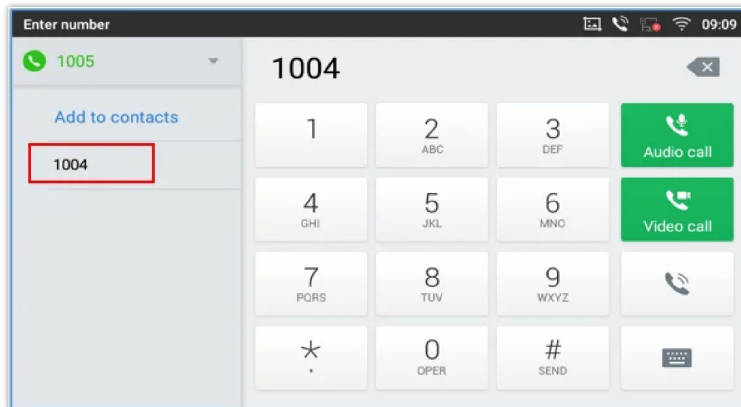 Enter number
09:09
1005
1004
Add to contacts
1004
1
2
ABC
3
DEF
Audio call
4
GHI
5
JKL
6
MNO
Video call
7
PQRS
8
TUV
9
WXYZ
*
.
0
OPER
#
SEND